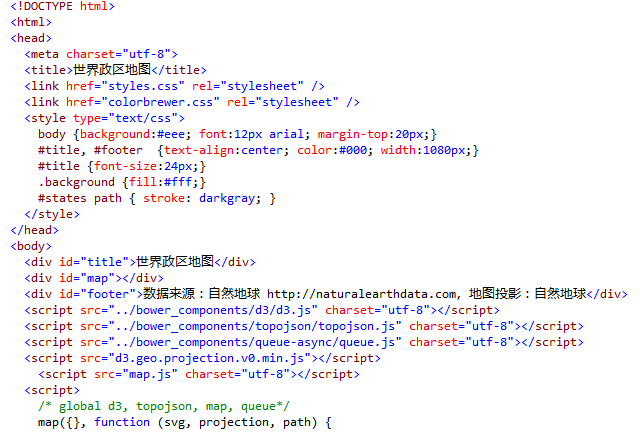 <!DOCTYPE html>
<html>
<head>
<meta charset="utf-8">
<title>世界政区地图</title>
<link href="styles.css" rel="stylesheet" />
<link href="colorbrewer.css" rel="stylesheet" />
<style type="text/css">
body {background:#eee; font:12px arial; margin-top:20px;}
#title, #footer  {text-align:center; color:#000; width:1080px;}
#title {font-size:24px;}
.background {fill:#fff;}
#states path { stroke: darkgray; }
</style>
</head>
<body>
<div id="title">世界政区地图</div>
<div id="map"></div>
<div id="footer">数据来源：自然地球 http://naturalearthdata.com, 地图投影：自然地球</div>
<script src="../bower_components/d3/d3.js" charset="utf-8"></script>
<script src="../bower_components/topojson/topojson.js" charset="utf-8"></script>
<script src="../bower_components/queue-async/queue.js" charset="utf-8"></script>
<script src="d3.geo.projection.v0.min.js"></script>
<script src="map.js" charset="utf-8"></script>
<script>
/* global d3, topojson, map, queue*/
map({}, function (svg, projection, path) {